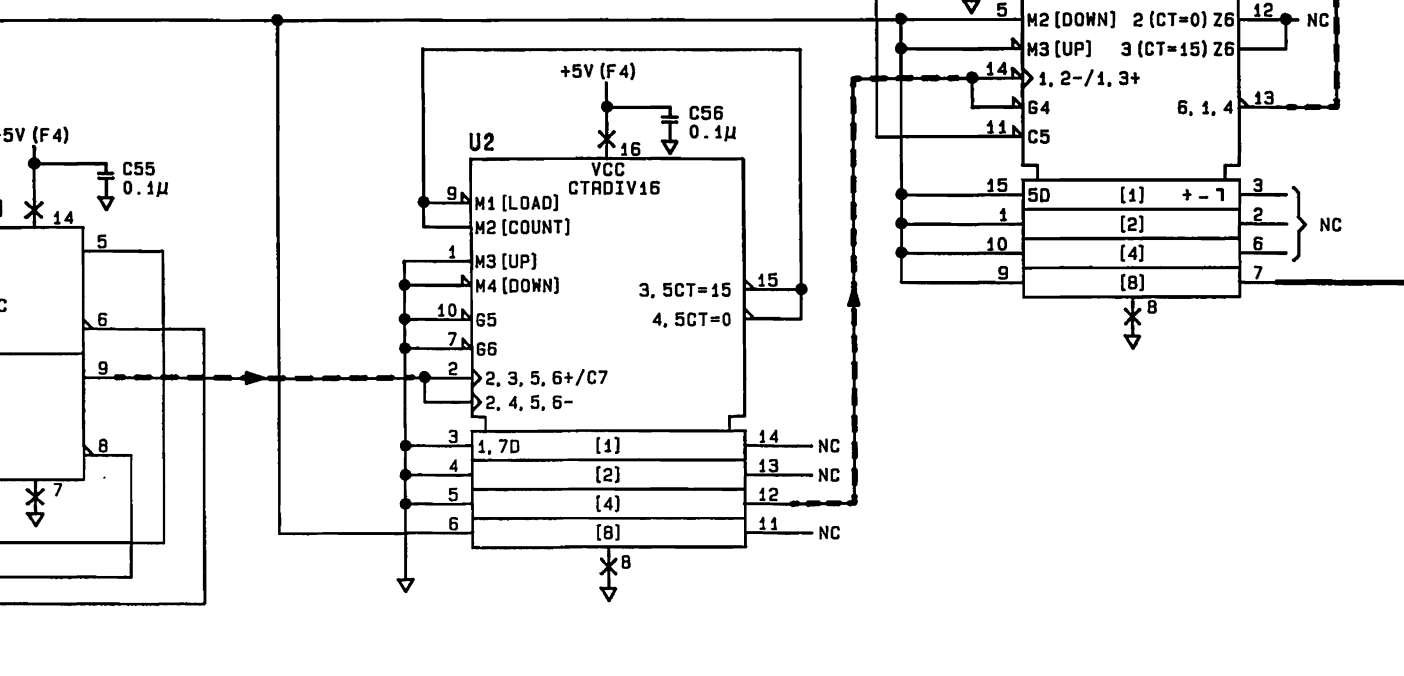 5 M2[DOWN] 2(CT=0)Z6 12 NC
M3[UP] 3(CT=15)Z6
14 1,2-/1,3+
G4 6,1,4 13
11 C5
15 5D [1] + - 3
1 [2] 2 NC
10 [4] 6
9 [8] 7
8
+5V(F4)
C56
0.1μ
U2
16
VCC
CTRDIV16
9 M1[LOAD]
M2[COUNT]
1 M3[UP]
M4[DOWN]
3,5CT=15 15
10 G5 4,5CT=0
7 G6
2 2,3,5,6+/C7
2,4,5,6-
3 1,7D [1] 14 NC
4 [2] 13 NC
5 [4] 12
6 [8] 11 NC
8
5V(F4)
C55
0.1μ
14
5
C
6
9
8
7